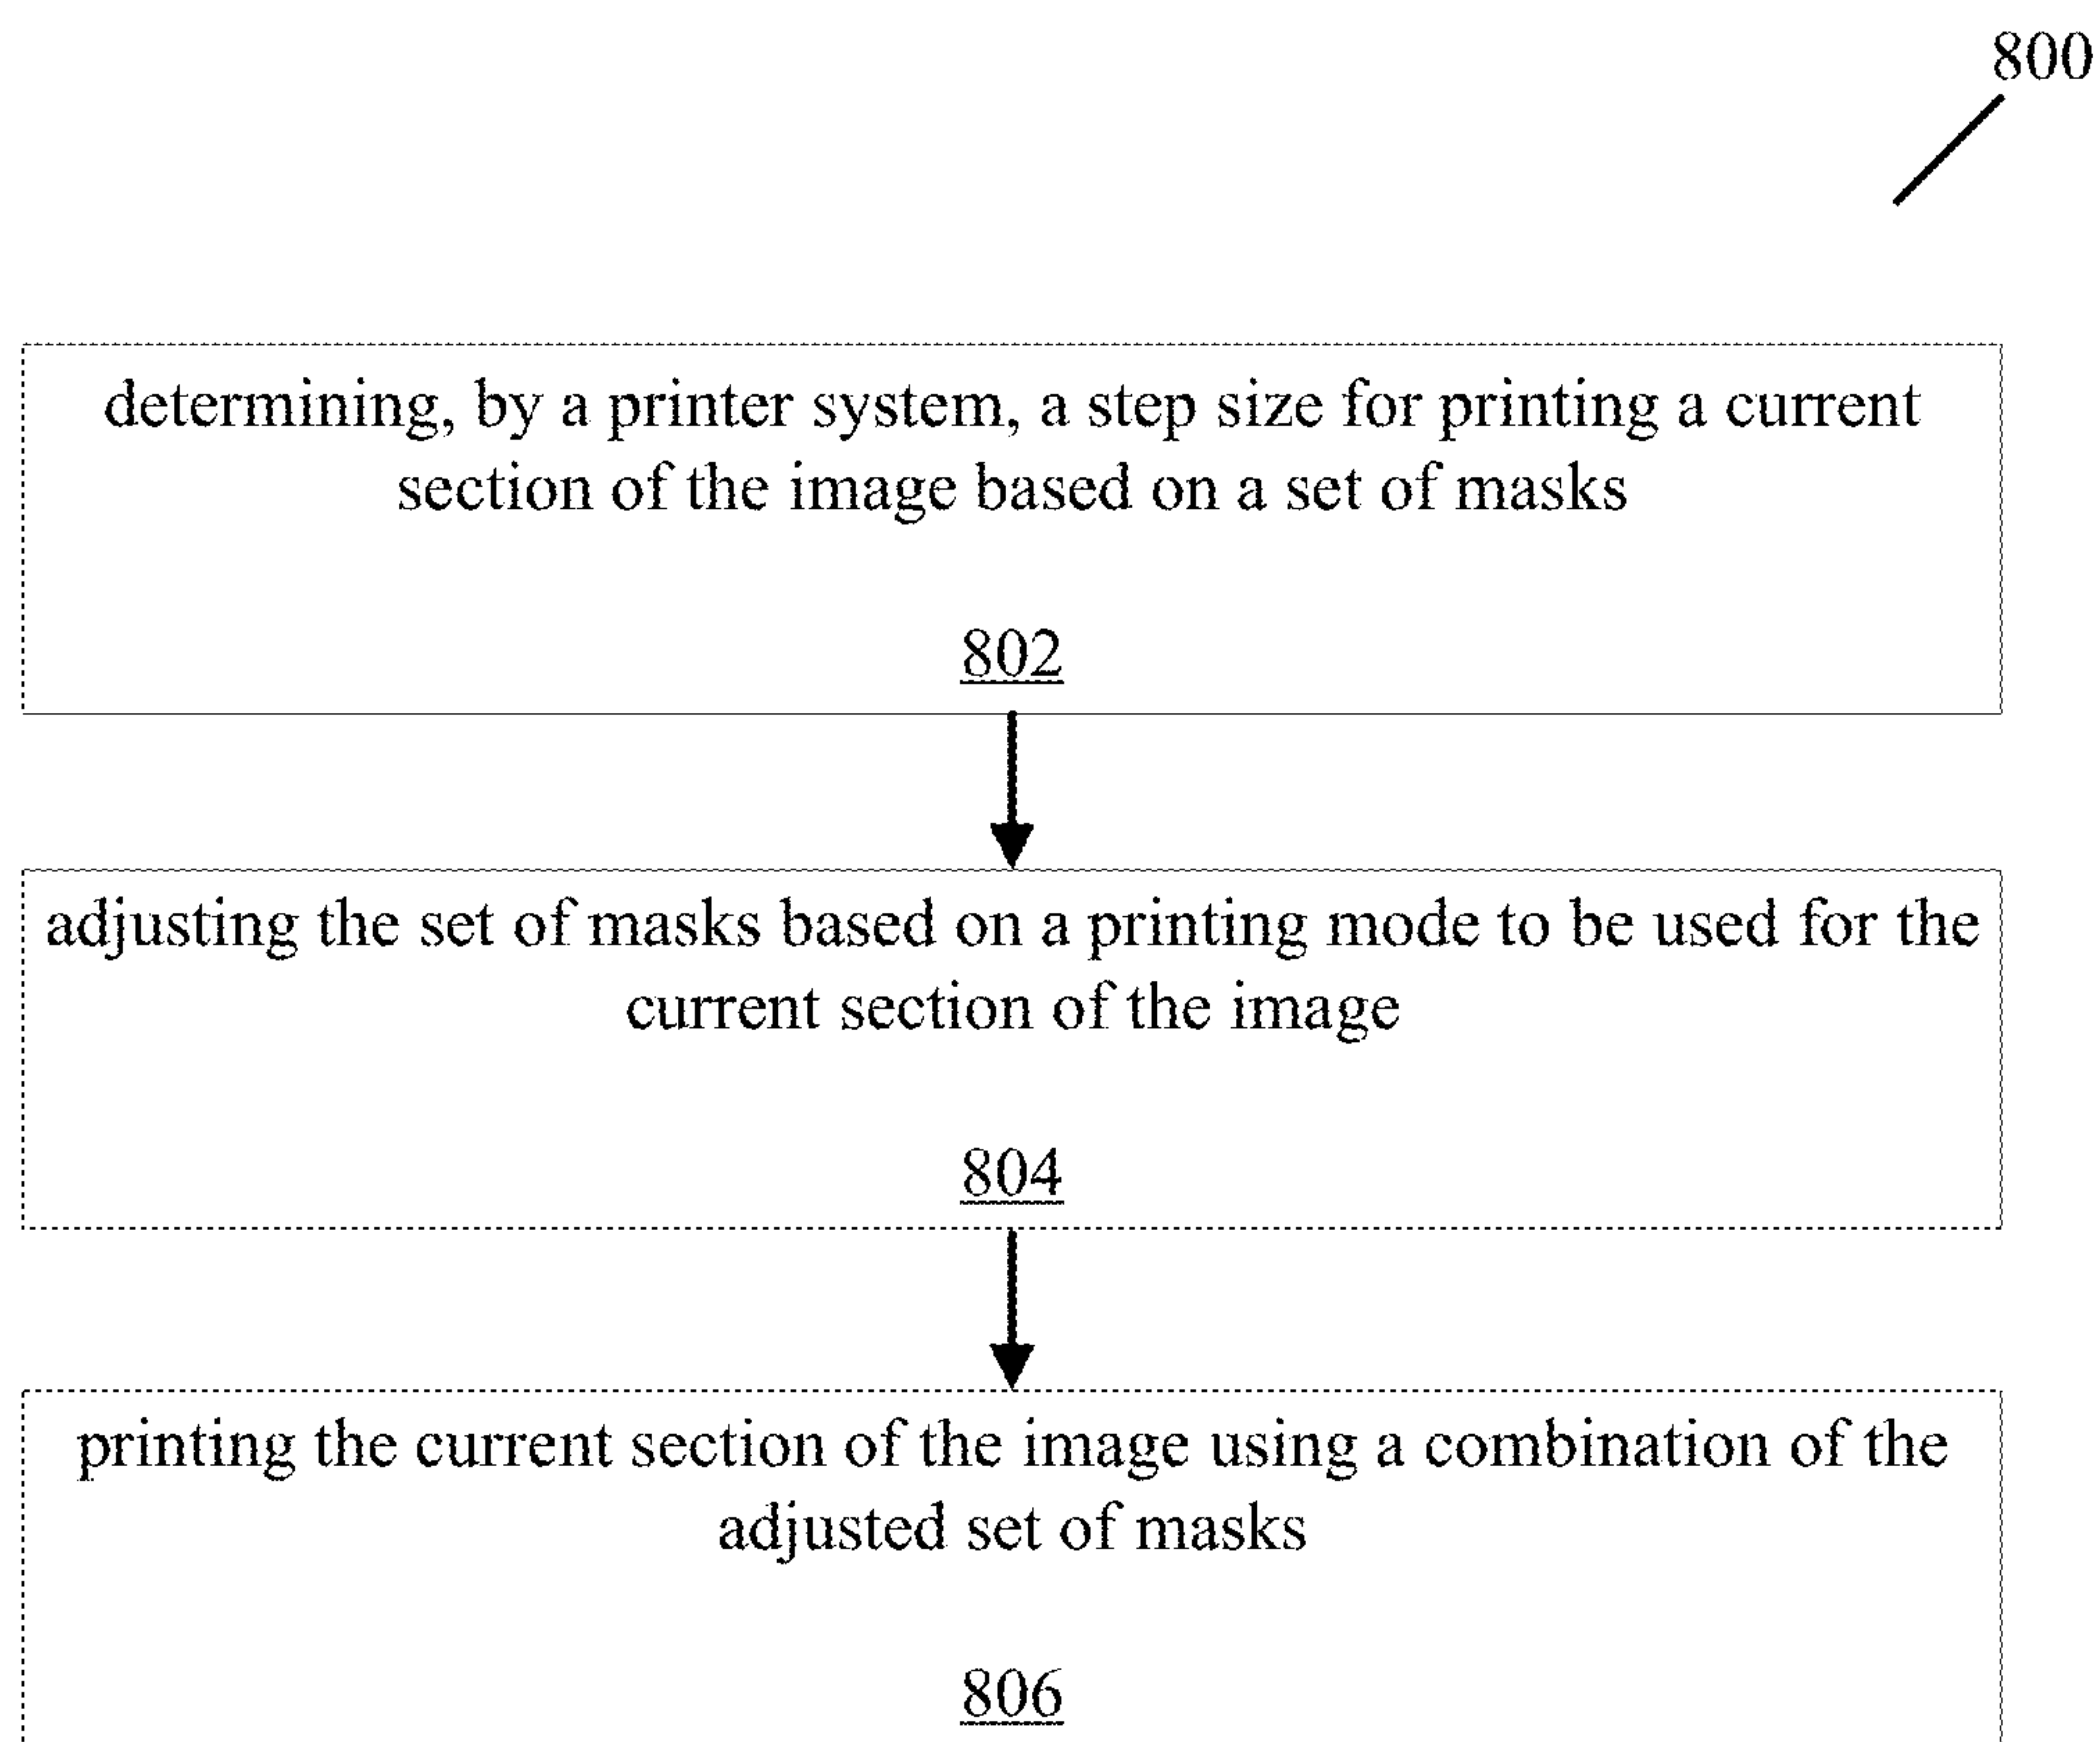 800
determining, by a printer system, a step size for printing a current
section of the image based on a set of masks
802
adjusting the set of masks based on a printing mode to be used for the
current section of the image
804
printing the current section of the image using a combination of the
adjusted set of masks
806